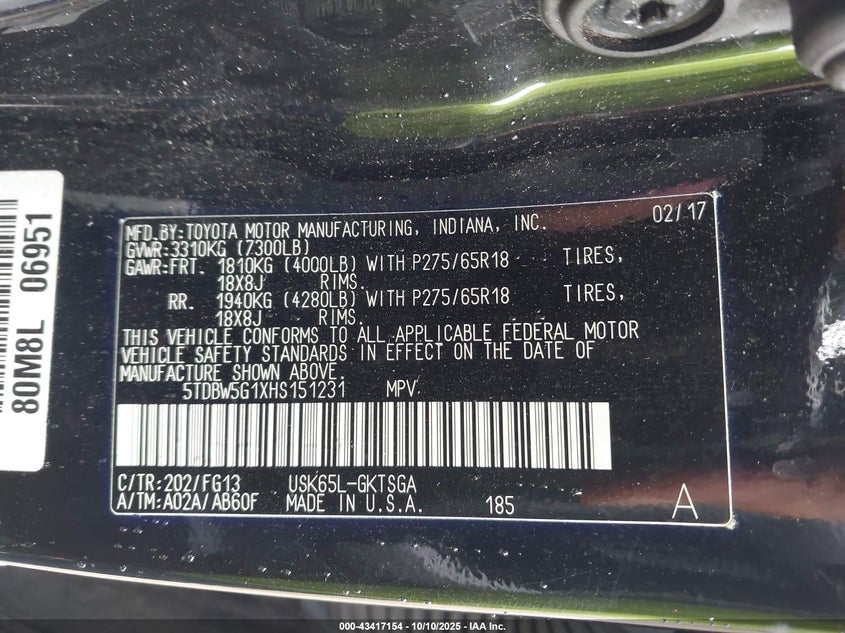 MFD.BY:TOYOTA MOTOR MANUFACTURING, INDIANA, INC. 02/17
GVWR:3310KG (7300LB)
GAWR:FRT. 1810KG (4000LB) WITH P275/65R18 TIRES,
18X8J RIMS.
RR. 1940KG (4280LB) WITH P275/65R18 TIRES,
18X8J RIMS.
THIS VEHICLE CONFORMS TO ALL APPLICABLE FEDERAL MOTOR
VEHICLE SAFETY STANDARDS IN EFFECT ON THE DATE OF
MANUFACTURE SHOWN ABOVE.
5TDBW5G1XHS151231 MPV
C/TR:202/FG13 USK65L-GKTSGA
A/TM:A02A/AB60F MADE IN U.S.A. 185 A
80M8L 06951
000-43417154 - 10/10/2025 - IAA Inc.